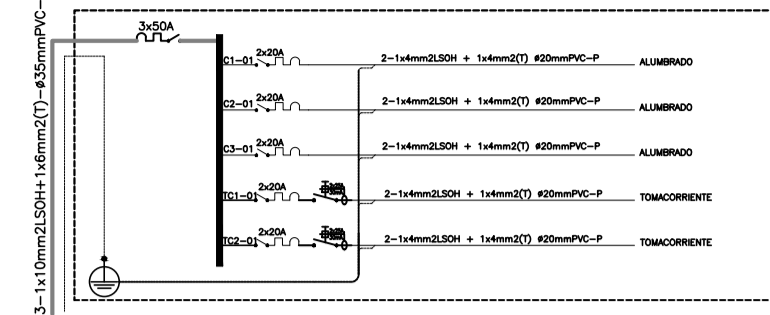 3-1x10mm2LSOH+1x6mm2(T)-ø35mmPVC-
3x50A
C1-01 2x20A 2-1x4mm2LSOH + 1x4mm2(T) ø20mmPVC-P ALUMBRADO
C2-01 2x20A 2-1x4mm2LSOH + 1x4mm2(T) ø20mmPVC-P ALUMBRADO
C3-01 2x20A 2-1x4mm2LSOH + 1x4mm2(T) ø20mmPVC-P ALUMBRADO
TC1-01 2x20A 2-1x4mm2LSOH + 1x4mm2(T) ø20mmPVC-P TOMACORRIENTE
TC2-01 2x20A 2-1x4mm2LSOH + 1x4mm2(T) ø20mmPVC-P TOMACORRIENTE